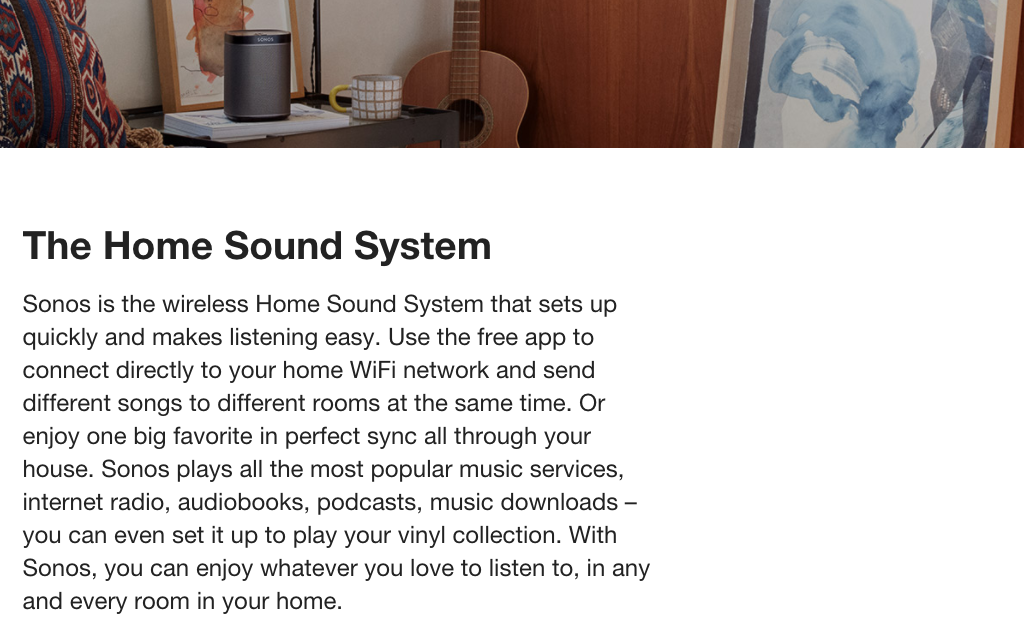 SONOS
The Home Sound System
Sonos is the wireless Home Sound System that sets up
quickly and makes listening easy. Use the free app to
connect directly to your home WiFi network and send
different songs to different rooms at the same time. Or
enjoy one big favorite in perfect sync all through your
house. Sonos plays all the most popular music services,
internet radio, audiobooks, podcasts, music downloads –
you can even set it up to play your vinyl collection. With
Sonos, you can enjoy whatever you love to listen to, in any
and every room in your home.